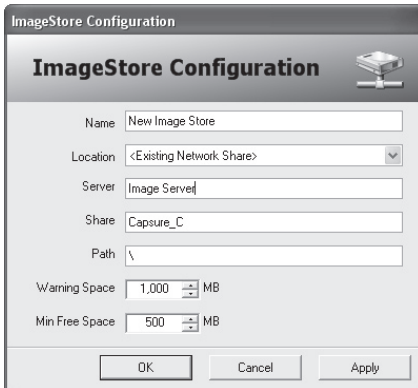 ImageStore Configuration
ImageStore Configuration
Name New Image Store
Location <Existing Network Share>
Server Image Server
Share Capsure_C
Path \
Warning Space 1,000 MB
Min Free Space 500 MB
OK Cancel Apply